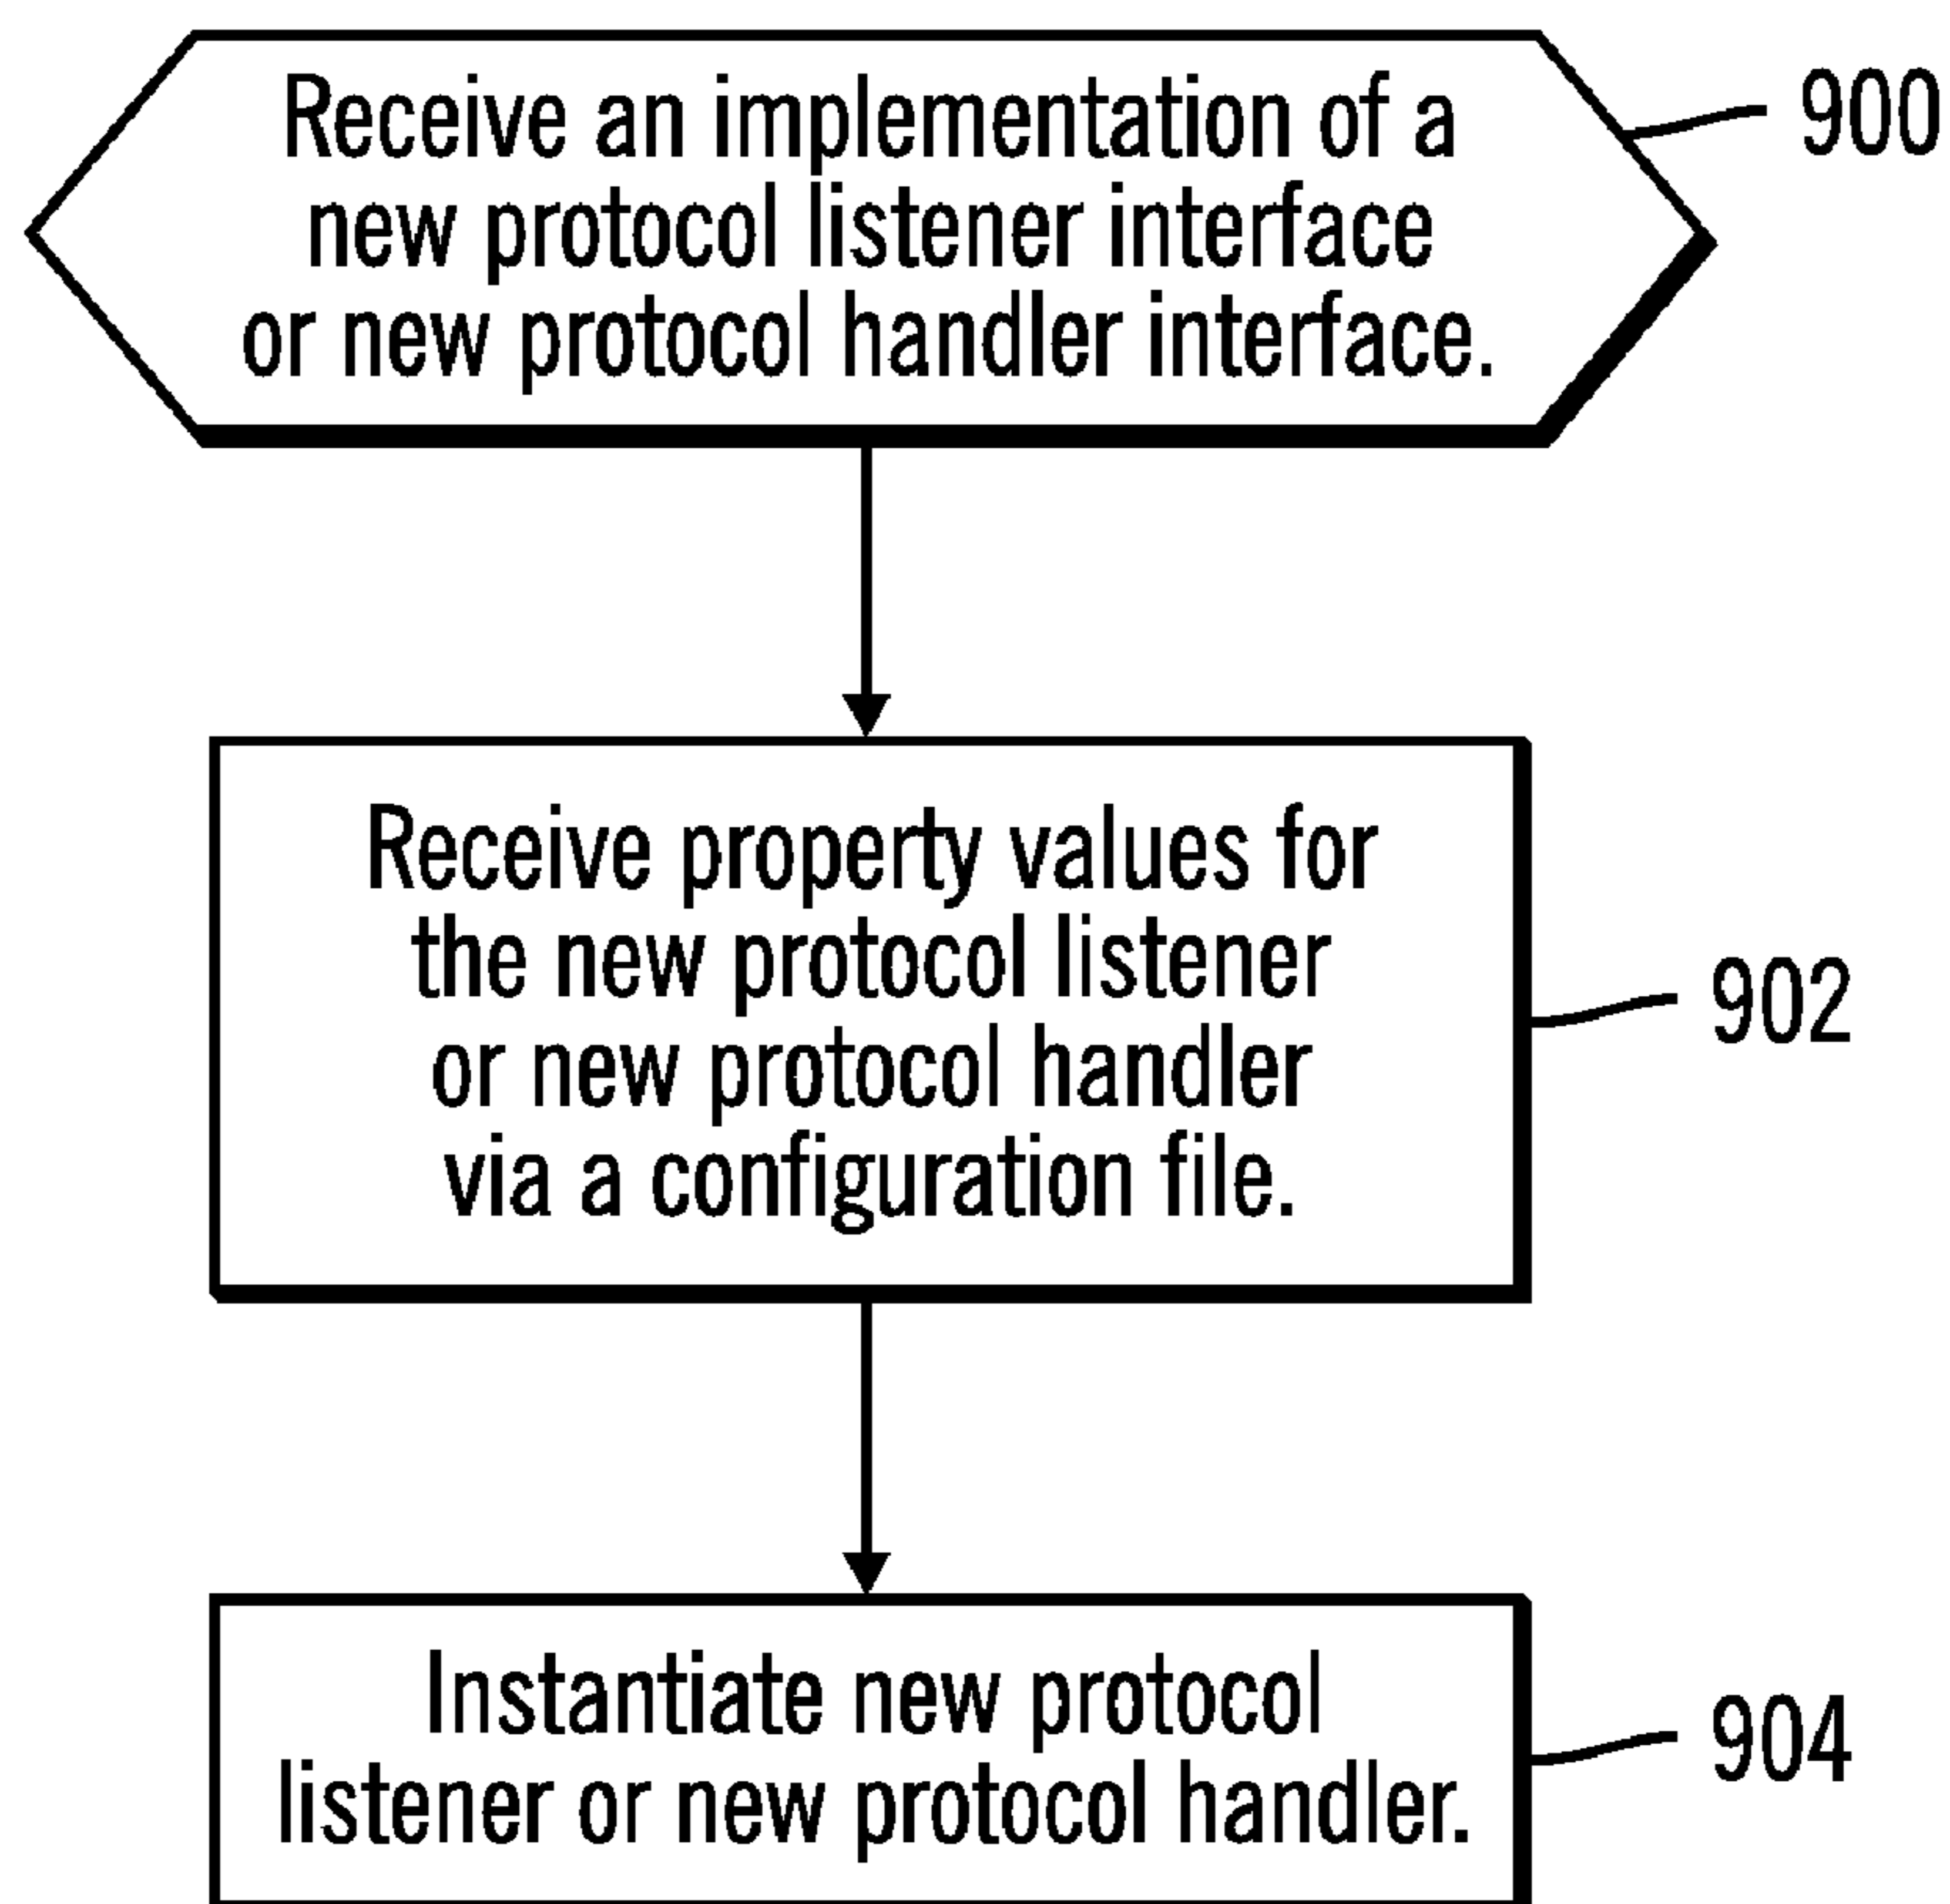 Receive an implementation of a
new protocol listener interface
or new protocol handler interface.
900
Receive property values for
the new protocol listener
or new protocol handler
via a configuration file.
902
Instantiate new protocol
listener or new protocol handler.
904